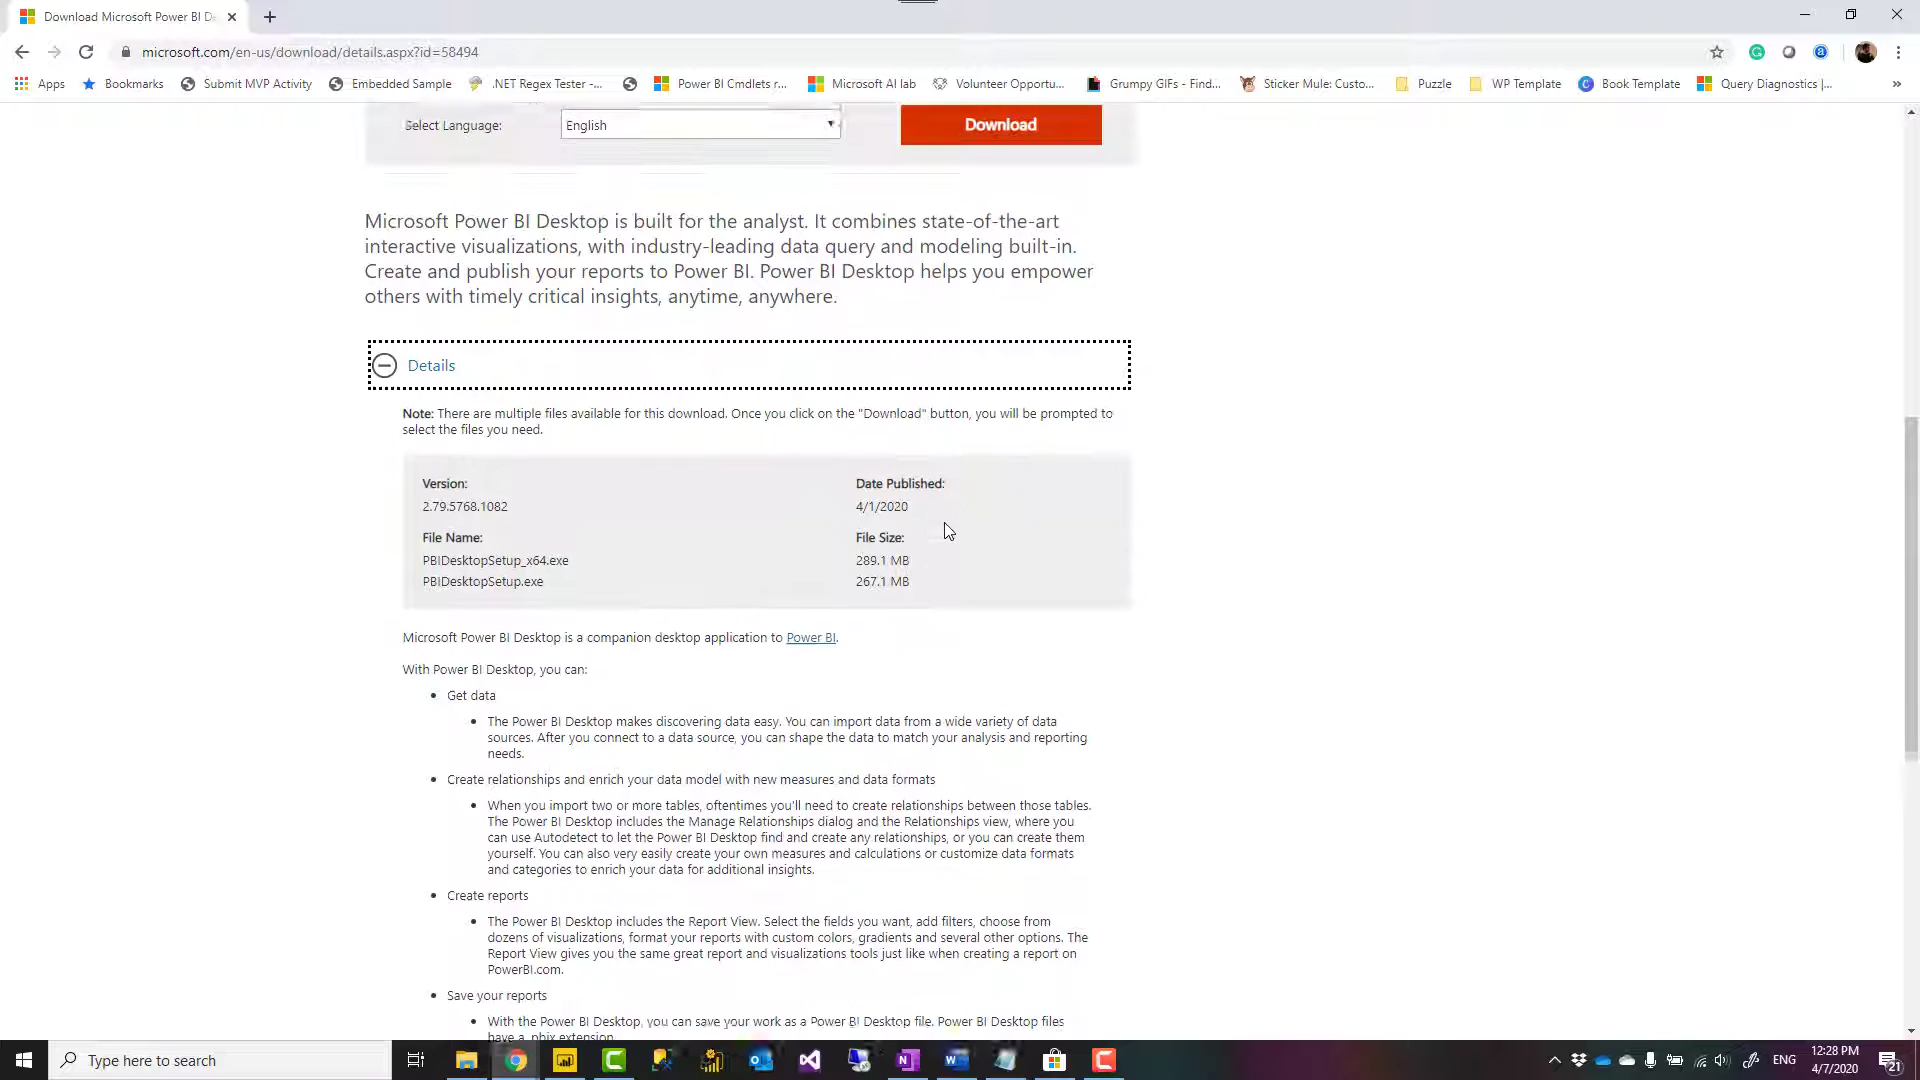 Download Microsoft Power BI D
microsoft.com/en-us/download/details.aspx?id=58494
Apps Bookmarks Submit MVP Activity Embedded Sample .NET Regex Tester -... Power BI Cmdlets r... Microsoft AI lab Volunteer Opportu... Grumpy GIFs - Find... Sticker Mule: Custo... Puzzle WP Template Book Template Query Diagnostics |... »
Select Language: English Download
Microsoft Power BI Desktop is built for the analyst. It combines state-of-the-art
interactive visualizations, with industry-leading data query and modeling built-in.
Create and publish your reports to Power BI. Power BI Desktop helps you empower
others with timely critical insights, anytime, anywhere.
Details
Note: There are multiple files available for this download. Once you click on the "Download" button, you will be prompted to
select the files you need.
Version: Date Published:
2.79.5768.1082 4/1/2020
File Name: File Size:
PBIDesktopSetup_x64.exe 289.1 MB
PBIDesktopSetup.exe 267.1 MB
Microsoft Power BI Desktop is a companion desktop application to Power BI.
With Power BI Desktop, you can:
• Get data
• The Power BI Desktop makes discovering data easy. You can import data from a wide variety of data
sources. After you connect to a data source, you can shape the data to match your analysis and reporting
needs.
• Create relationships and enrich your data model with new measures and data formats
• When you import two or more tables, oftentimes you'll need to create relationships between those tables.
The Power BI Desktop includes the Manage Relationships dialog and the Relationships view, where you
can use Autodetect to let the Power BI Desktop find and create any relationships, or you can create them
yourself. You can also very easily create your own measures and calculations or customize data formats
and categories to enrich your data for additional insights.
• Create reports
• The Power BI Desktop includes the Report View. Select the fields you want, add filters, choose from
dozens of visualizations, format your reports with custom colors, gradients and several other options. The
Report View gives you the same great report and visualizations tools just like when creating a report on
PowerBI.com.
• Save your reports
• With the Power BI Desktop, you can save your work as a Power BI Desktop file. Power BI Desktop files
have a .pbix extension.
Type here to search
ENG 12:28 PM
4/7/2020 21